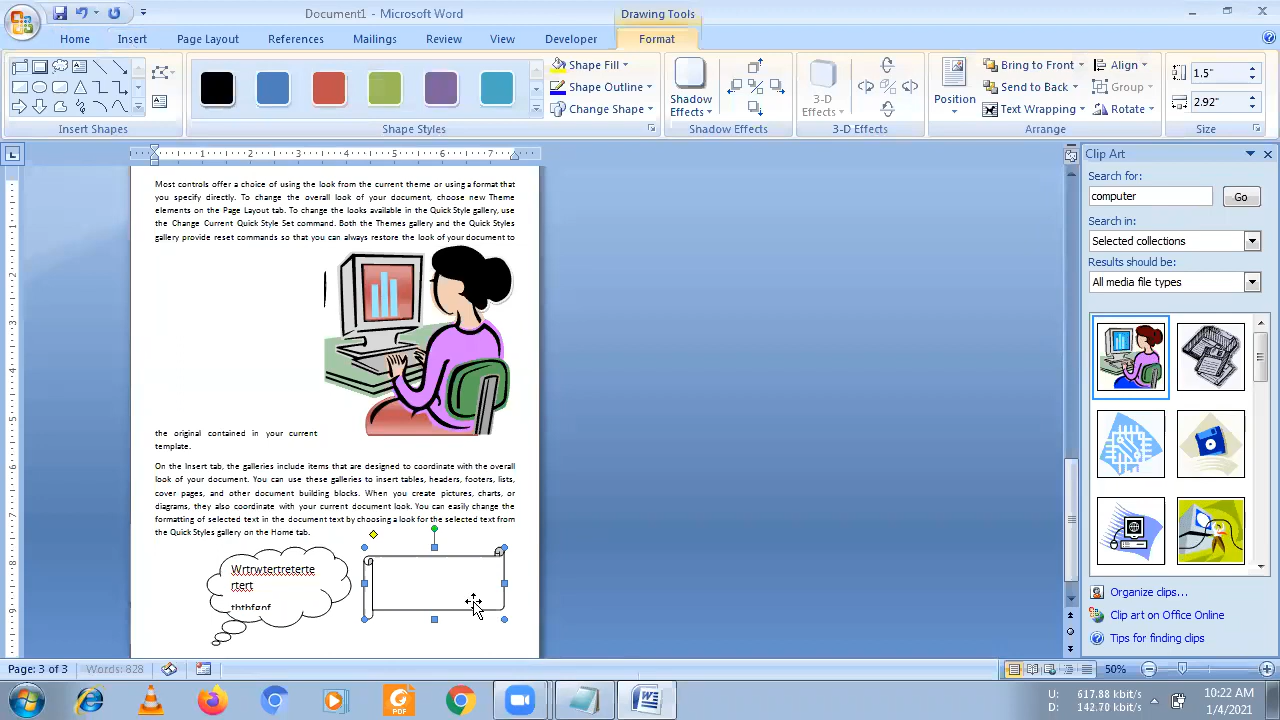 Document1 - Microsoft Word
Drawing Tools
Home Insert Page Layout References Mailings Review View Developer Format
Shape Fill
Shape Outline
Change Shape
Shadow Effects
3-D Effects
Position
Bring to Front
Send to Back
Text Wrapping
Align
Group
Rotate
1.5"
2.92"
Insert Shapes
Shape Styles
Shadow Effects
3-D Effects
Arrange
Size
1 2 3 4 5 6 7
Most controls offer a choice of using the look from the current theme or using a format that
you specify directly. To change the overall look of your document, choose new Theme
elements on the Page Layout tab. To change the looks available in the Quick Style gallery, use
the Change Current Quick Style Set command. Both the Themes gallery and the Quick Styles
gallery provide reset commands so that you can always restore the look of your document to
the original contained in your current
template.
On the Insert tab, the galleries include items that are designed to coordinate with the overall
look of your document. You can use these galleries to insert tables, headers, footers, lists,
cover pages, and other document building blocks. When you create pictures, charts, or
diagrams, they also coordinate with your current document look. You can easily change the
formatting of selected text in the document text by choosing a look for the selected text from
the Quick Styles gallery on the Home tab.
Wrtrwtertreterte
rtert
Clip Art
Search for:
computer
Go
Search in:
Selected collections
Results should be:
All media file types
Organize clips...
Clip art on Office Online
Tips for finding clips
Page: 3 of 3
Words: 828
50%
PDF
U: 617.88 kbit/s
D: 142.70 kbit/s
10:22 AM
1/4/2021